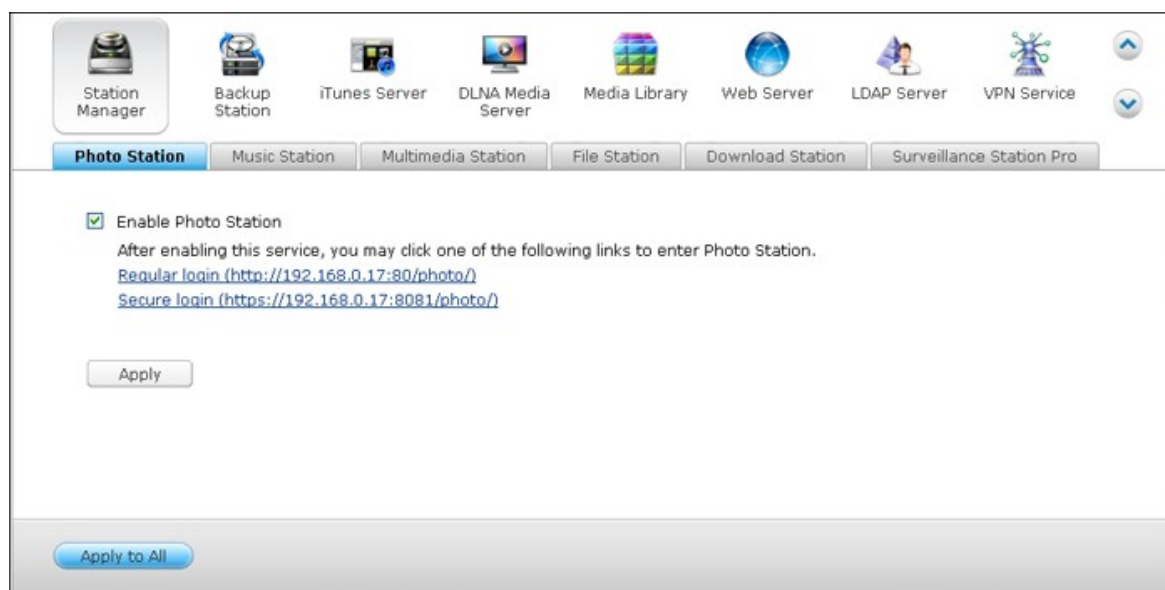 Station Manager
Backup Station
iTunes Server
DLNA Media Server
Media Library
Web Server
LDAP Server
VPN Service
Photo Station
Music Station
Multimedia Station
File Station
Download Station
Surveillance Station Pro
Enable Photo Station
After enabling this service, you may click one of the following links to enter Photo Station.
Regular login (http://192.168.0.17:80/photo/)
Secure login (https://192.168.0.17:8081/photo/)
Apply
Apply to All